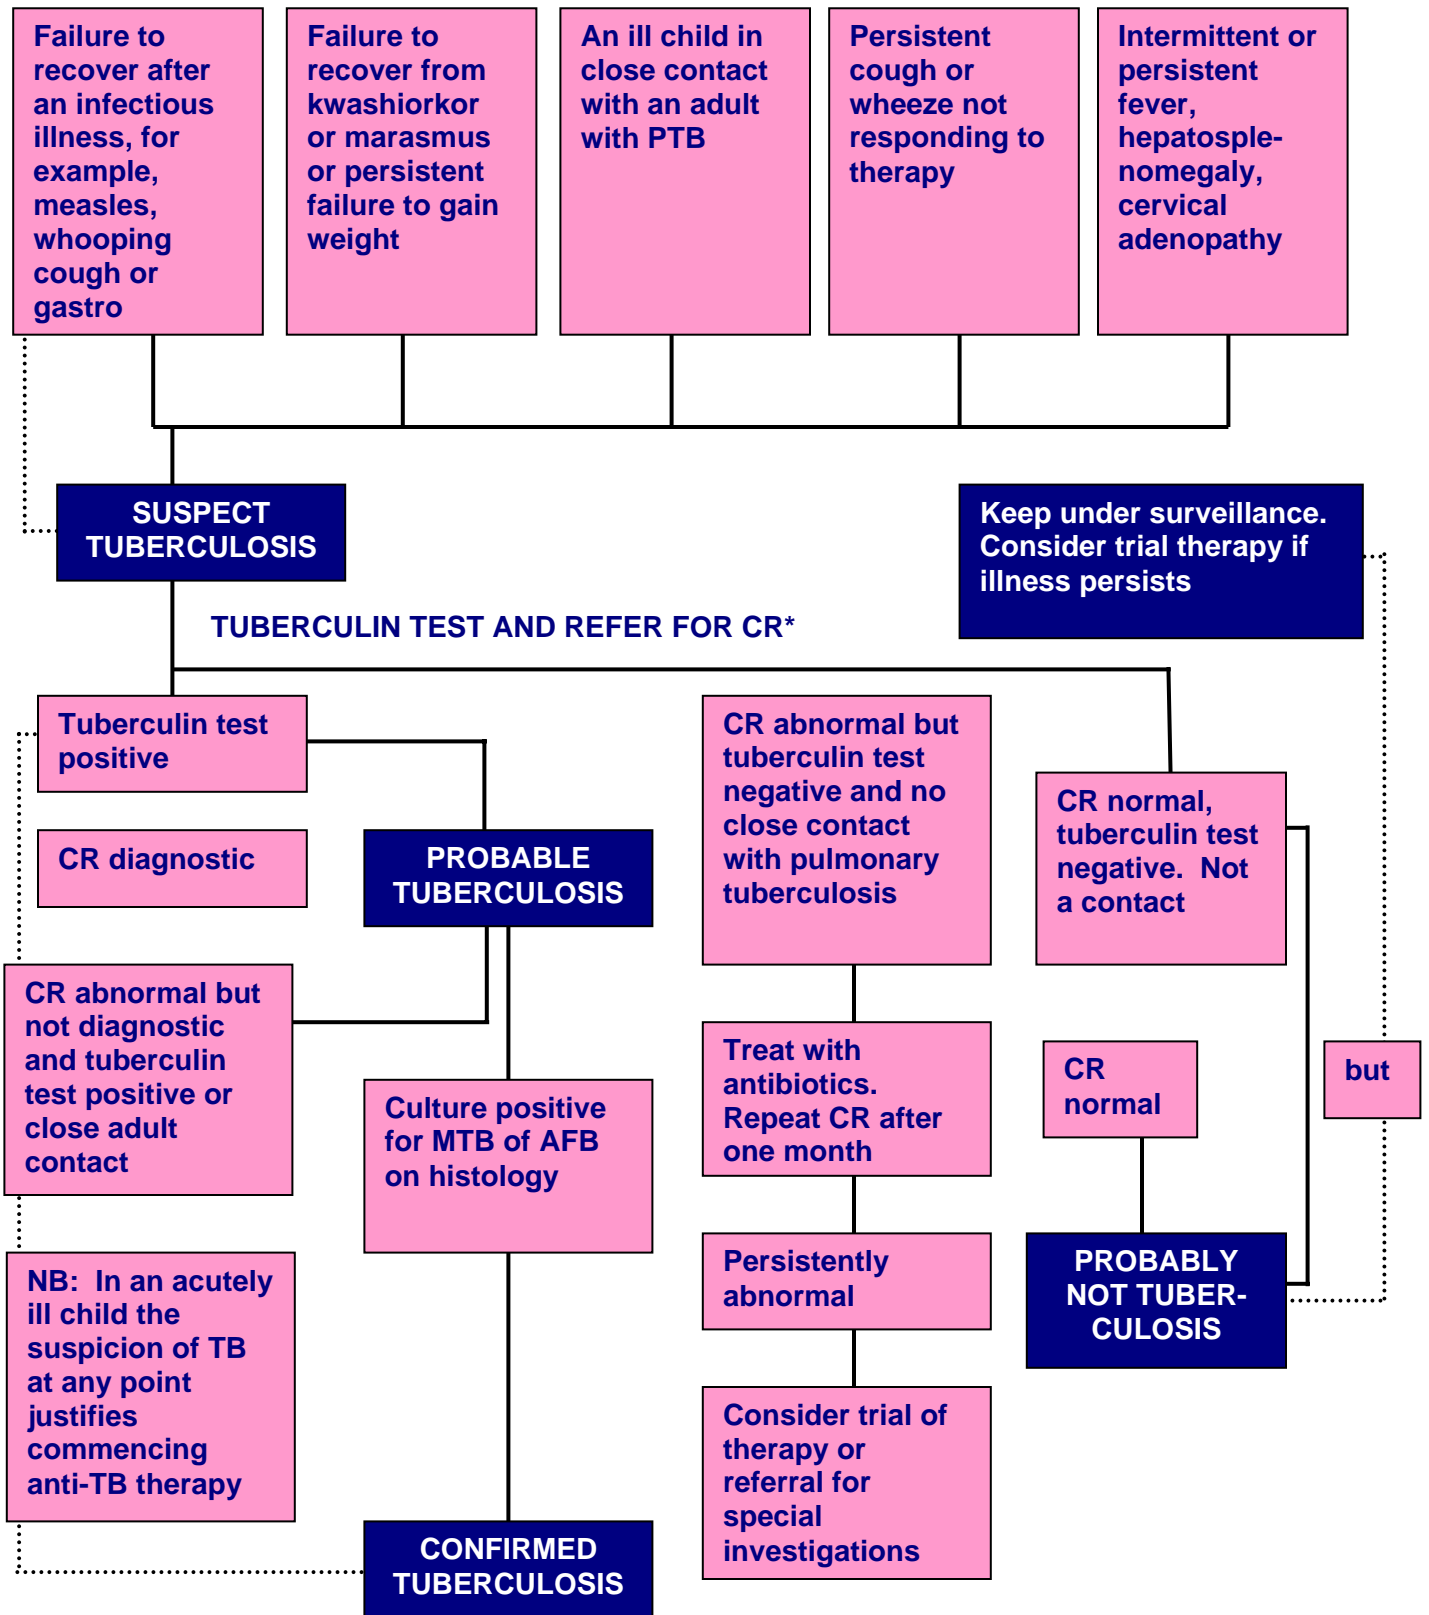 Failure to
recover after
an infectious
illness, for
example,
measles,
whooping
cough or
gastro
Failure to
recover from
kwashiorkor
or marasmus
or persistent
failure to gain
weight
An ill child in
close contact
with an adult
with PTB
Persistent
cough or
wheeze not
responding to
therapy
Intermittent or
persistent
fever,
hepatosple-
nomegaly,
cervical
adenopathy
SUSPECT
TUBERCULOSIS
Keep under surveillance.
Consider trial therapy if
illness persists
TUBERCULIN TEST AND REFER FOR CR*
Tuberculin test
positive
CR diagnostic
PROBABLE
TUBERCULOSIS
CR abnormal but
not diagnostic
and tuberculin
test positive or
close adult
contact
Culture positive
for MTB of AFB
on histology
NB:  In an acutely
ill child the
suspicion of TB
at any point
justifies
commencing
anti-TB therapy
CONFIRMED
TUBERCULOSIS
CR abnormal but
tuberculin test
negative and no
close contact
with pulmonary
tuberculosis
Treat with
antibiotics.
Repeat CR after
one month
Persistently
abnormal
Consider trial of
therapy or
referral for
special
investigations
CR normal,
tuberculin test
negative.  Not
a contact
CR
normal
but
PROBABLY
NOT TUBER-
CULOSIS